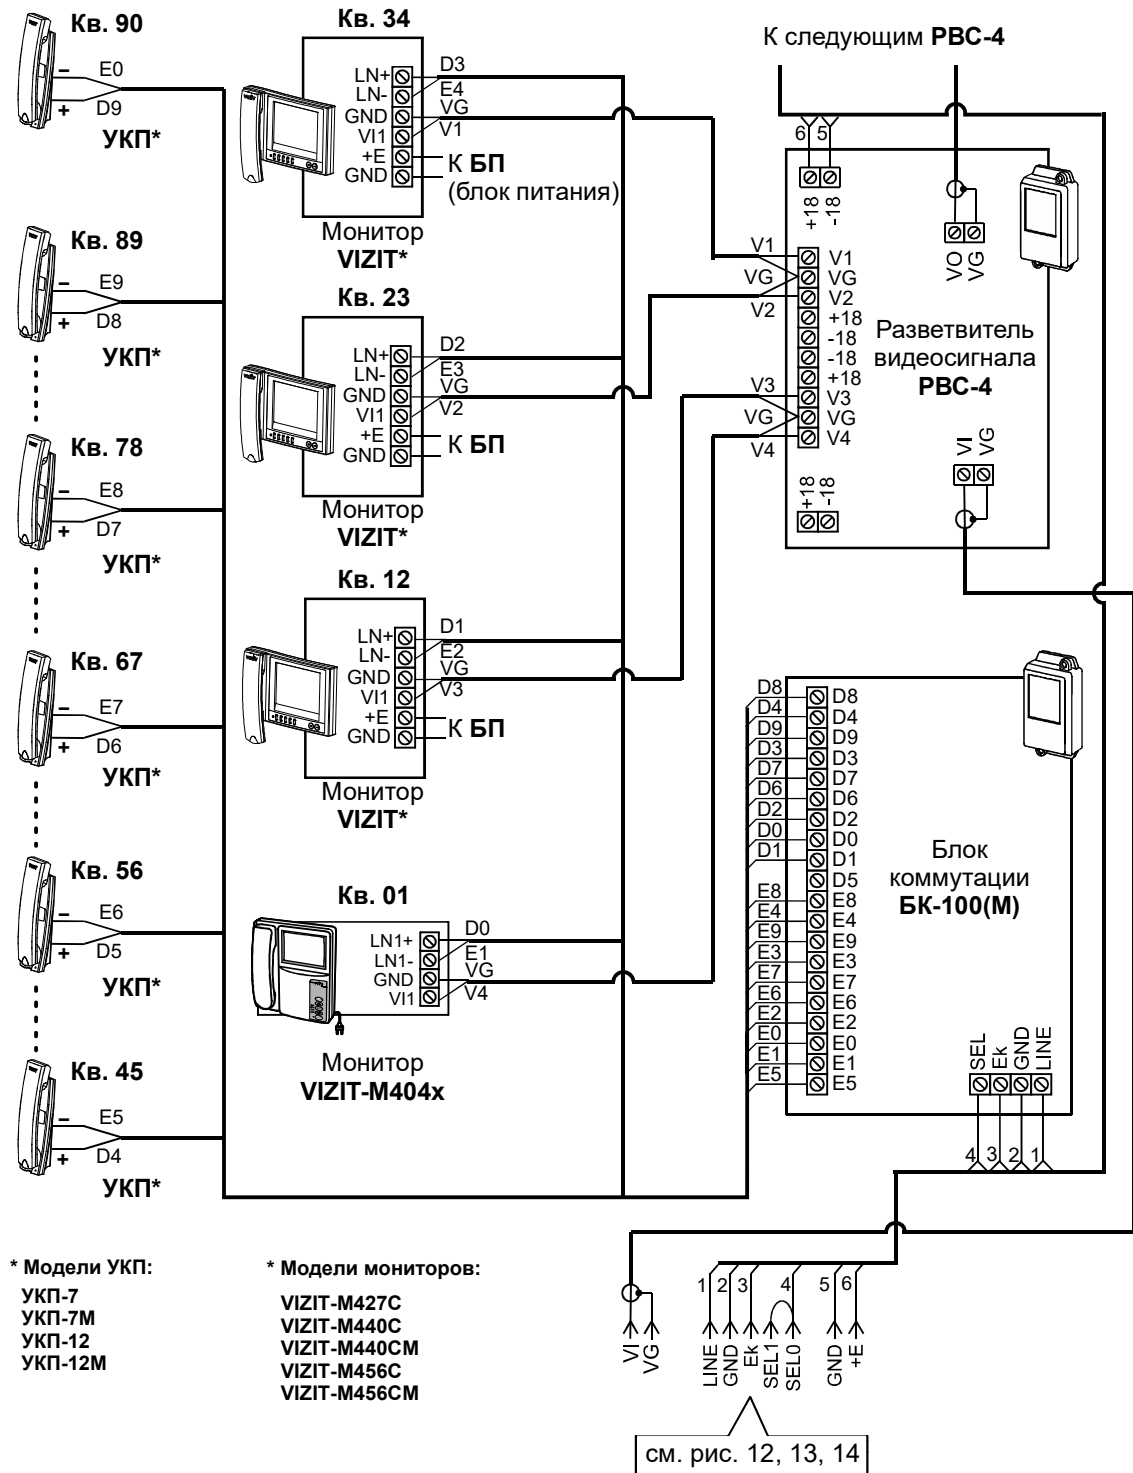 Кв. 90
–
E0
+
D9
УКП*
Кв. 89
–
E9
+
D8
УКП*
Кв. 78
–
E8
+
D7
УКП*
Кв. 67
–
E7
+
D6
УКП*
Кв. 56
–
E6
+
D5
УКП*
Кв. 45
–
E5
+
D4
УКП*
Кв. 34
LN+
LN-
GND
VI1
+E
GND
D3
E4
VG
V1
К БП
(блок питания)
Монитор
VIZIT*
Кв. 23
LN+
LN-
GND
VI1
+E
GND
D2
E3
VG
V2
К БП
Монитор
VIZIT*
Кв. 12
LN+
LN-
GND
VI1
+E
GND
D1
E2
VG
V3
К БП
Монитор
VIZIT*
Кв. 01
LN1+
LN1-
GND
VI1
D0
E1
VG
V4
Монитор
VIZIT-M404x
К следующим РВС-4
6
5
+18
-18
VO
VG
V1
VG
V2
V3
VG
V4
V1
VG
V2
+18
-18
-18
+18
V3
VG
V4
Разветвитель
видеосигнала
РВС-4
VI
VG
+18
-18
D8
D4
D9
D3
D7
D6
D2
D0
D1
E8
E4
E9
E3
E7
E6
E2
E0
E1
E5
D8
D4
D9
D3
D7
D6
D2
D0
D1
D5
E8
E4
E9
E3
E7
E6
E2
E0
E1
E5
Блок
коммутации
БК-100(М)
SEL
Ek
GND
LINE
4
3
2
1
1
2
3
4
5
6
VI
VG
LINE
GND
Ek
SEL1
SEL0
GND
+E
см. рис. 12, 13, 14
* Модели УКП:
УКП-7
УКП-7М
УКП-12
УКП-12М
* Модели мониторов:
VIZIT-M427C
VIZIT-M440C
VIZIT-M440CM
VIZIT-M456C
VIZIT-M456CM